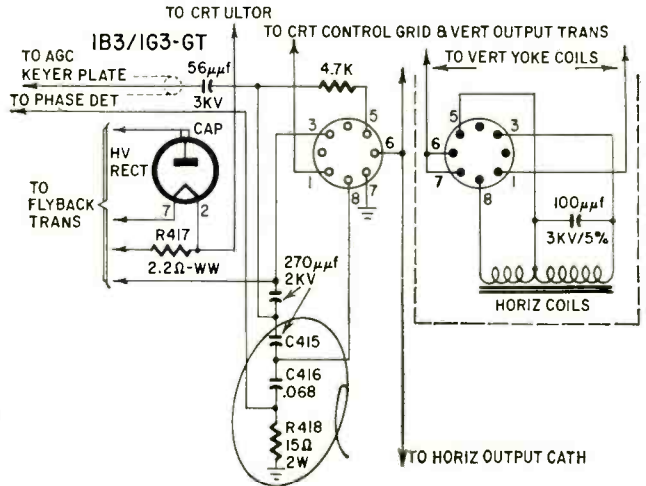 TO CRT ULTOR
1B3/1G3-GT
TO CRT CONTROL GRID & VERT OUTPUT TRANS
TO AGC
KEYER PLATE
56µµf
3KV
4.7K
TO VERT YOKE COILS
TO PHASE DET
CAP
HV
RECT
7
2
TO
FLYBACK
TRANS
R417
2.2Ω-WW
3
5
6
1
8
7
5
3
6
7
1
8
100µµf
3KV/5%
HORIZ COILS
270µµf
2KV
C415
C416
.068
R418
15Ω
2W
TO HORIZ OUTPUT CATH